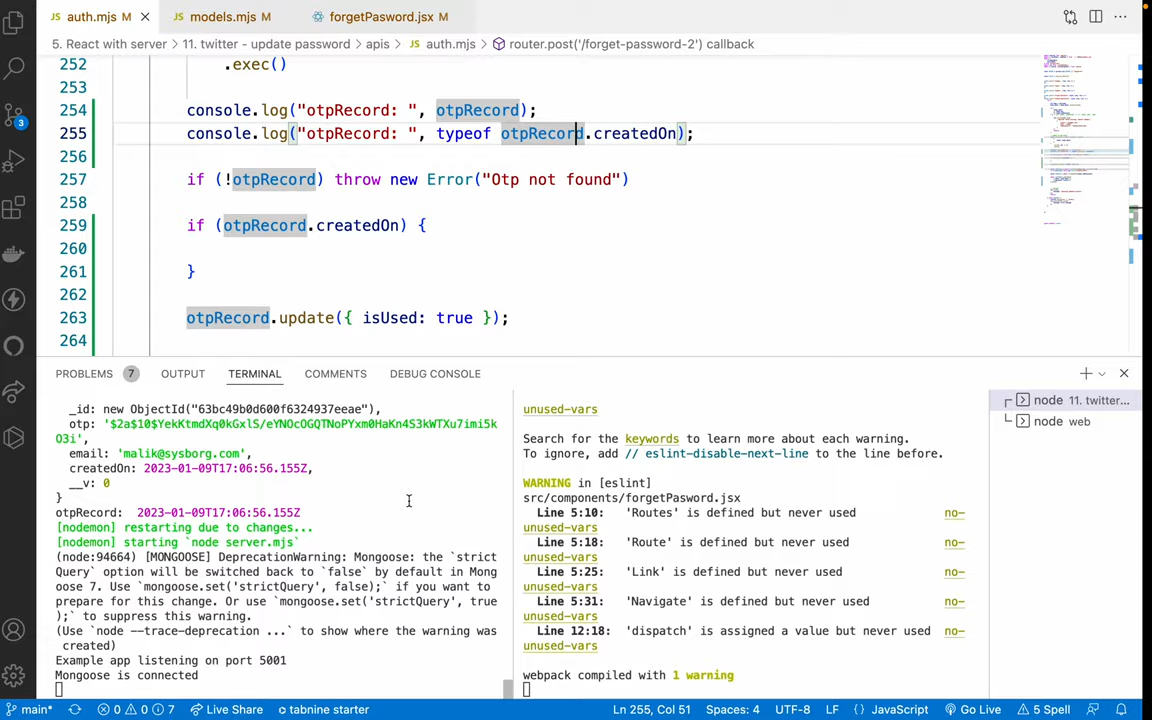 auth.mjs M
models.mjs M
forgetPasword.jsx M
5. React with server > 11. twitter - update password > apis > auth.mjs > router.post('/forget-password-2') callback
252 .exec()
253
254 console.log("otpRecord: ", otpRecord);
255 console.log("otpRecord: ", typeof otpRecord.createdOn);
256
257 if (!otpRecord) throw new Error("Otp not found")
258
259 if (otpRecord.createdOn) {
260
261 }
262
263 otpRecord.update({ isUsed: true });
264
3
PROBLEMS 7 OUTPUT TERMINAL COMMENTS DEBUG CONSOLE
_id: new ObjectId("63bc49b0d600f6324937eeae"),
otp: '$2a$10$YekKtmdXq0kGxlS/eYNOcOGQTNoPYxm0HaKn4S3kWTXu7imi5k
O3i',
email: 'malik@sysborg.com',
createdOn: 2023-01-09T17:06:56.155Z,
__v: 0
}
otpRecord:  2023-01-09T17:06:56.155Z
[nodemon] restarting due to changes...
[nodemon] starting `node server.mjs`
(node:94664) [MONGOOSE] DeprecationWarning: Mongoose: the `strict
Query` option will be switched back to `false` by default in Mong
oose 7. Use `mongoose.set('strictQuery', false);` if you want to
prepare for this change. Or use `mongoose.set('strictQuery', true
);` to suppress this warning.
(Use `node --trace-deprecation ...` to show where the warning was
created)
Example app listening on port 5001
Mongoose is connected
unused-vars
Search for the keywords to learn more about each warning.
To ignore, add // eslint-disable-next-line to the line before.
WARNING in [eslint]
src/components/forgetPasword.jsx
Line 5:10: 'Routes' is defined but never used no-
unused-vars
Line 5:18: 'Route' is defined but never used no-
unused-vars
Line 5:25: 'Link' is defined but never used no-
unused-vars
Line 5:31: 'Navigate' is defined but never used no-
unused-vars
Line 12:18: 'dispatch' is assigned a value but never used no-
unused-vars
webpack compiled with 1 warning
node 11. twitter...
node web
main* 0 0 7 Live Share tabnine starter Ln 255, Col 51 Spaces: 4 UTF-8 LF {} JavaScript Go Live 5 Spell